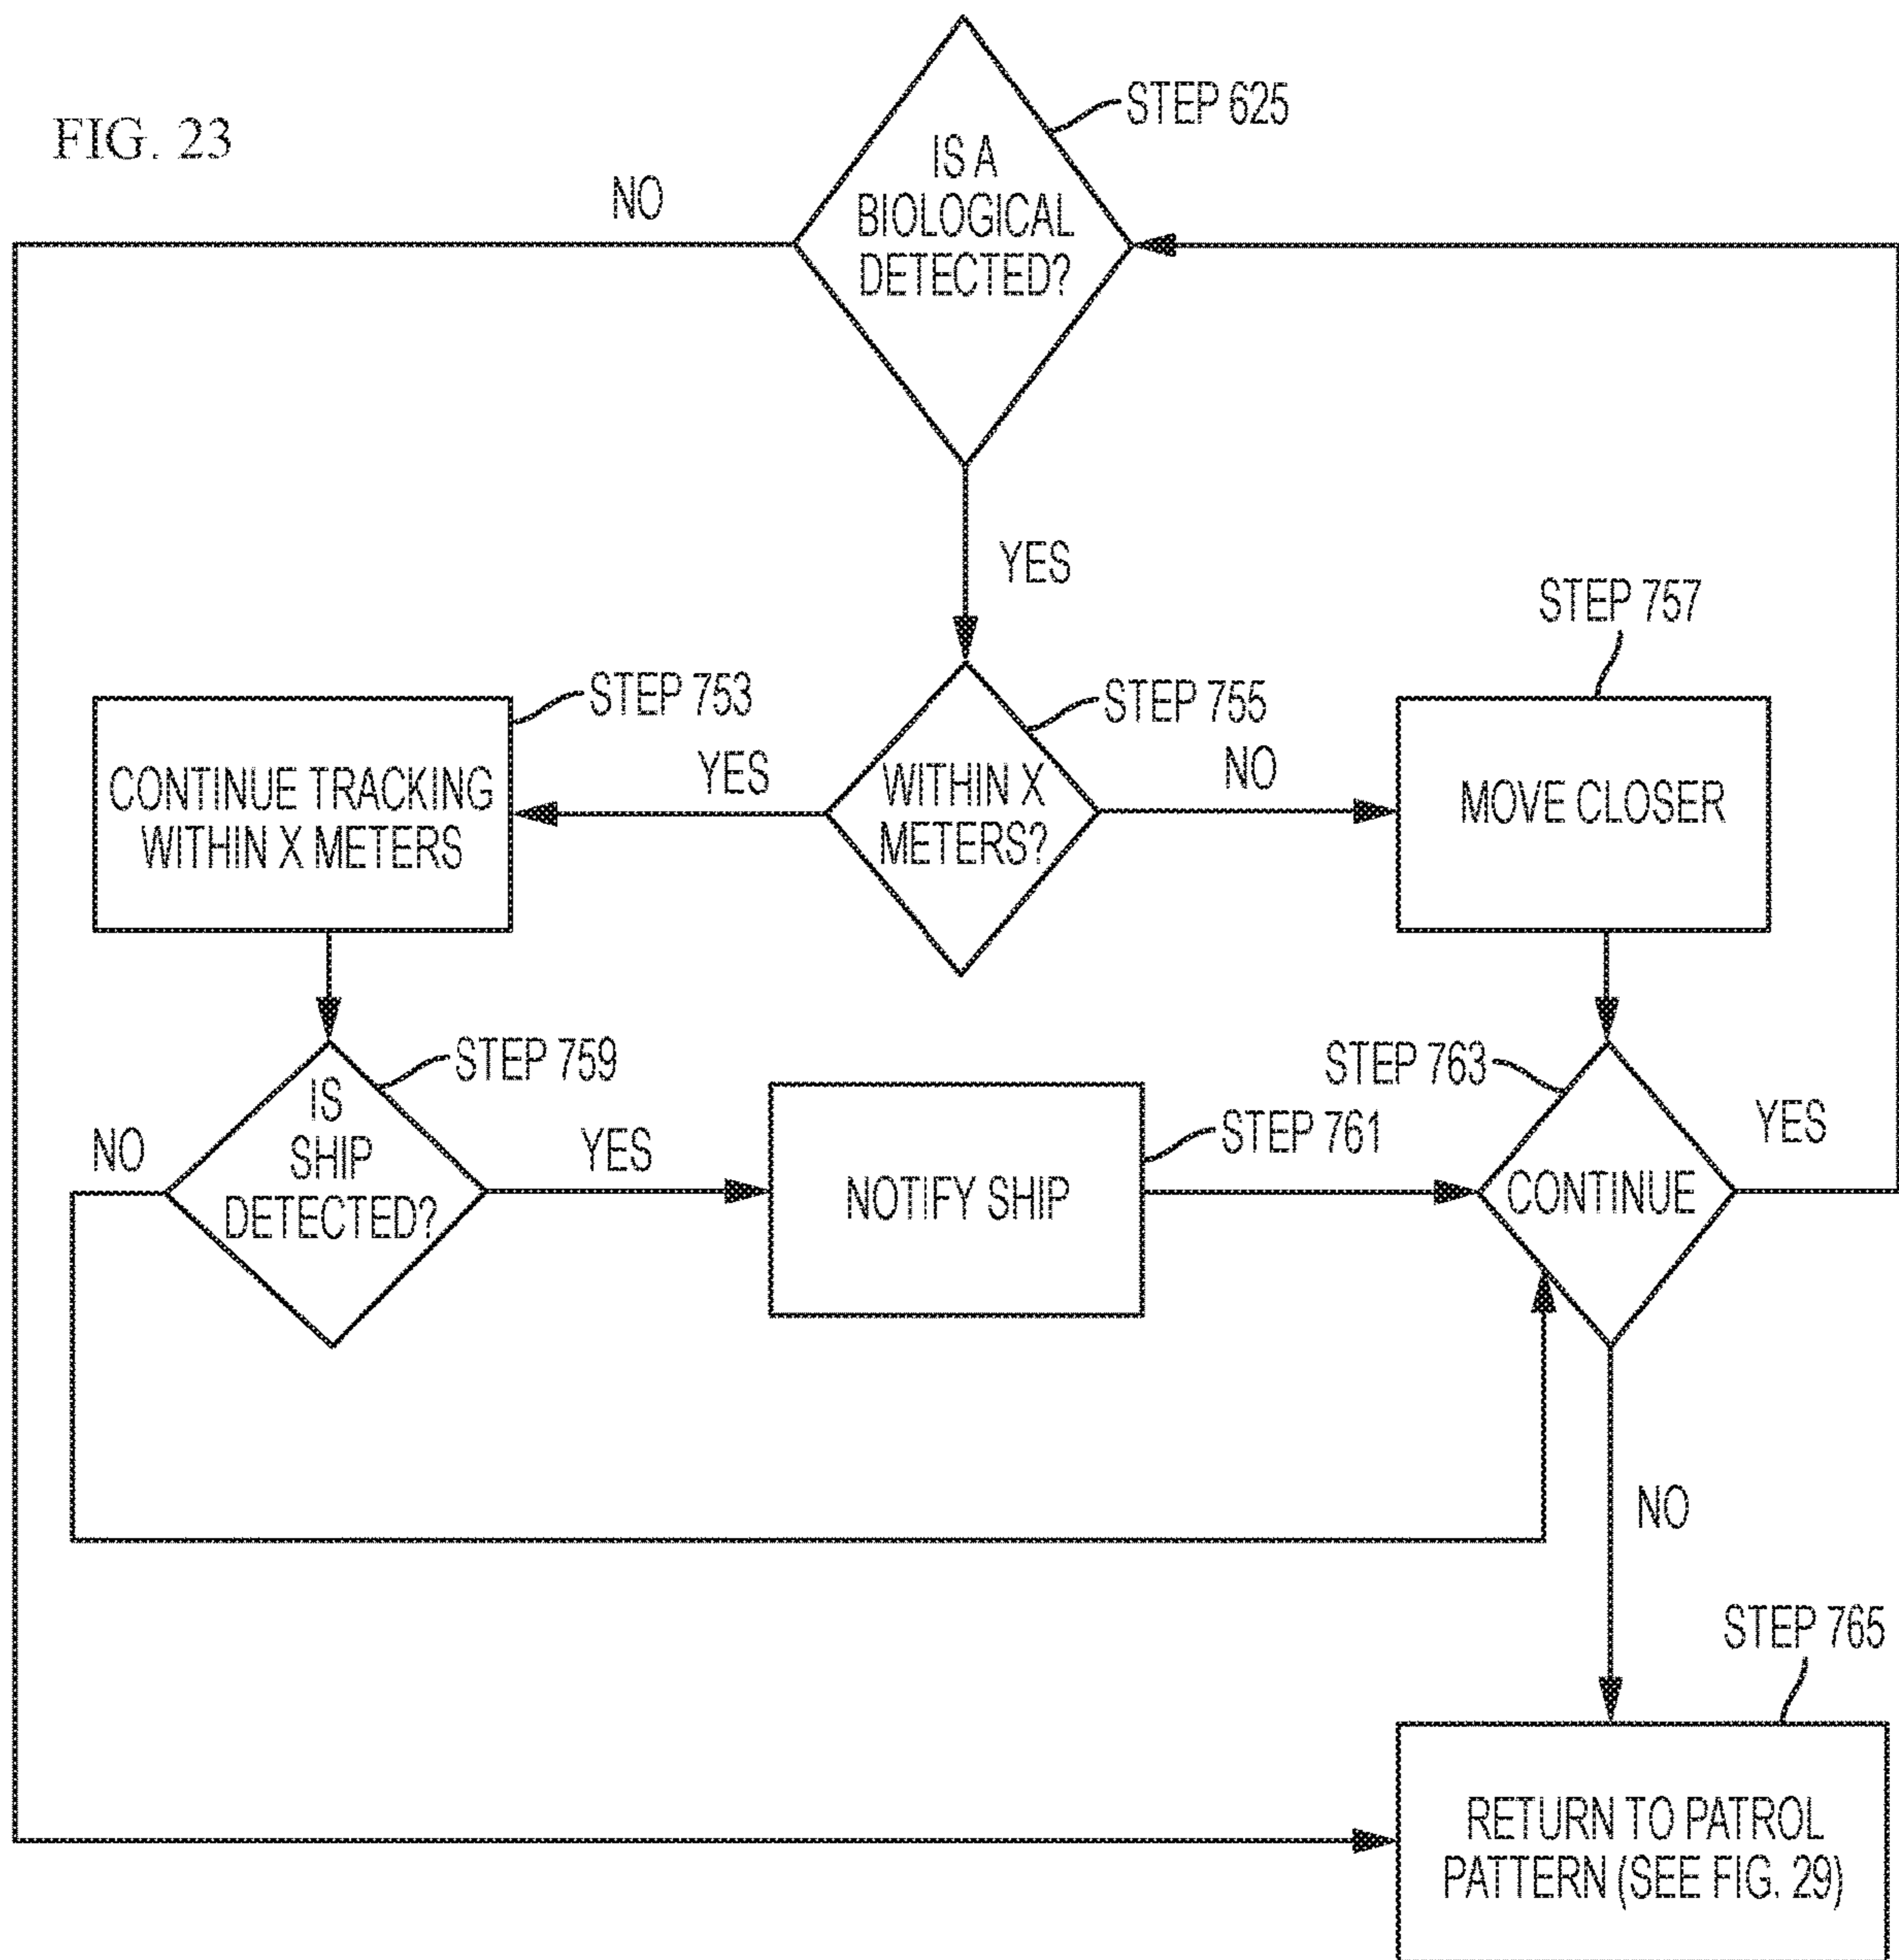 FIG. 23
STEP 625
IS A
BIOLOGICAL
DETECTED?
NO
YES
STEP 757
STEP 753
STEP 755
CONTINUE TRACKING
WITHIN X METERS
YES
WITHIN X
METERS?
NO
MOVE CLOSER
STEP 759
STEP 763
IS
SHIP
DETECTED?
NO
YES
STEP 761
NOTIFY SHIP
CONTINUE
YES
NO
STEP 765
RETURN TO PATROL
PATTERN (SEE FIG. 29)